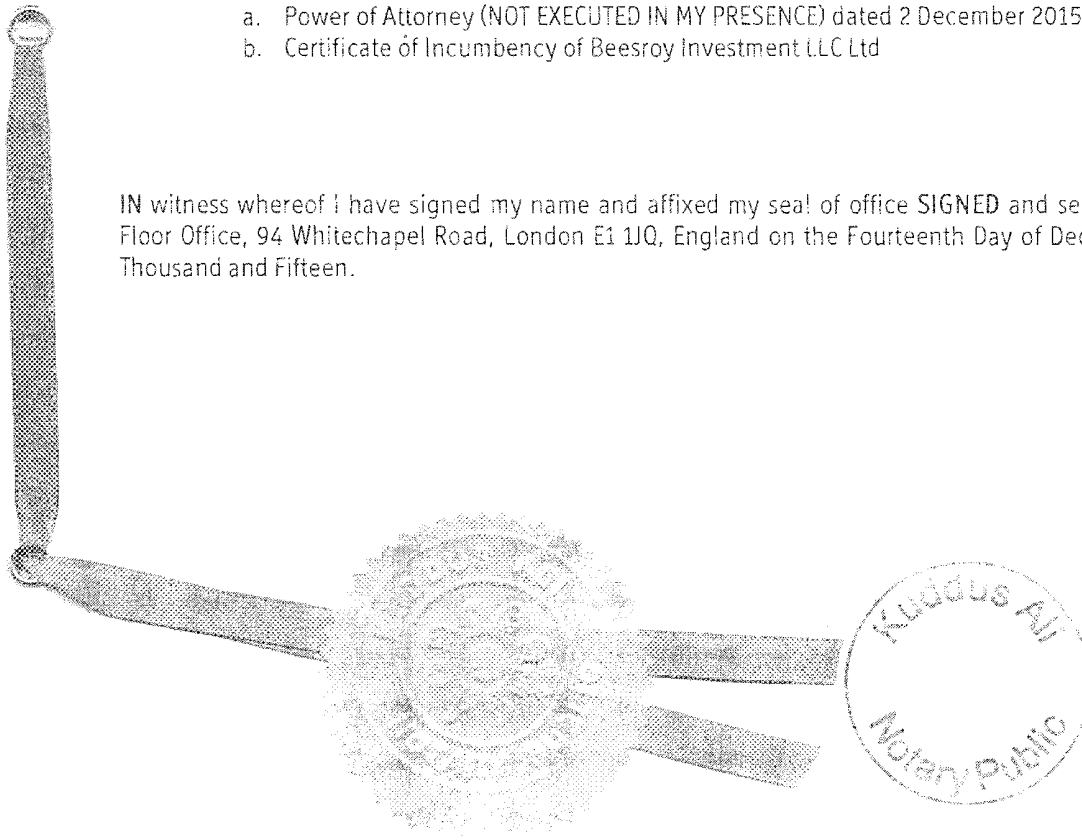 a. Power of Attorney (NOT EXECUTED IN MY PRESENCE) dated 2 December 2015
b. Certificate of Incumbency of Beesroy Investment LLC Ltd
IN witness whereof I have signed my name and affixed my seal of office SIGNED and se
Floor Office, 94 Whitechapel Road, London E1 1JQ, England on the Fourteenth Day of Dec
Thousand and Fifteen.
Kuddus
Notary Public